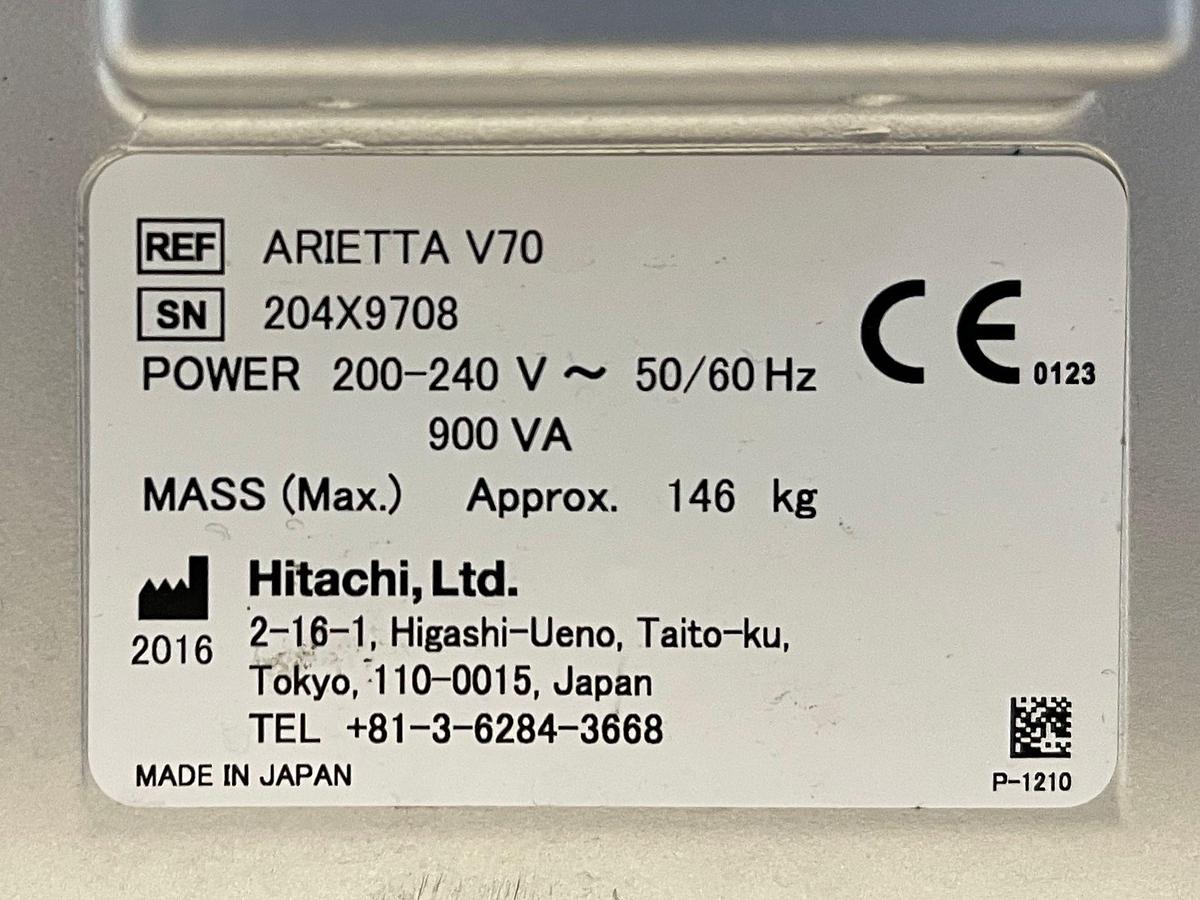 REF ARIETTA V70
SN 204X9708
POWER 200-240 V ~ 50/60 Hz
900 VA
CE 0123
MASS (Max.) Approx. 146 kg
Hitachi, Ltd.
2016
2-16-1, Higashi-Ueno, Taito-ku,
Tokyo, 110-0015, Japan
TEL +81-3-6284-3668
MADE IN JAPAN
P-1210